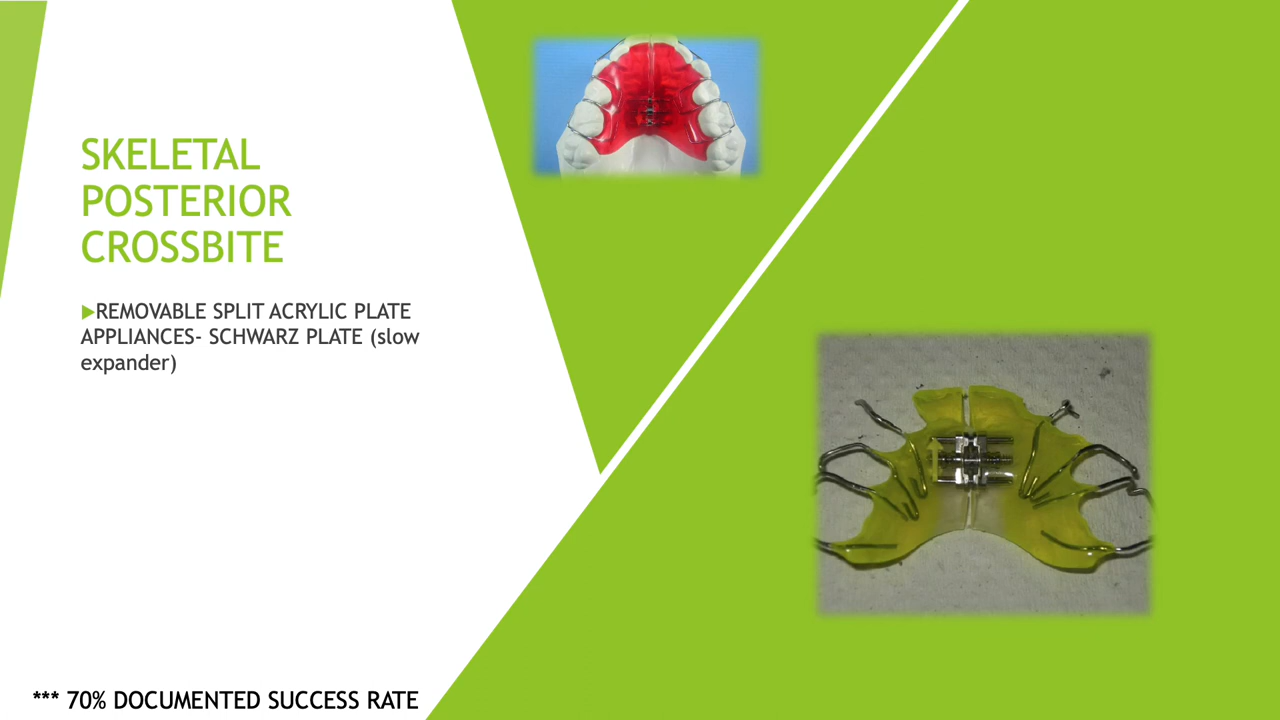 SKELETAL
POSTERIOR
CROSSBITE
▶REMOVABLE SPLIT ACRYLIC PLATE
APPLIANCES- SCHWARZ PLATE (slow
expander)
*** 70% DOCUMENTED SUCCESS RATE